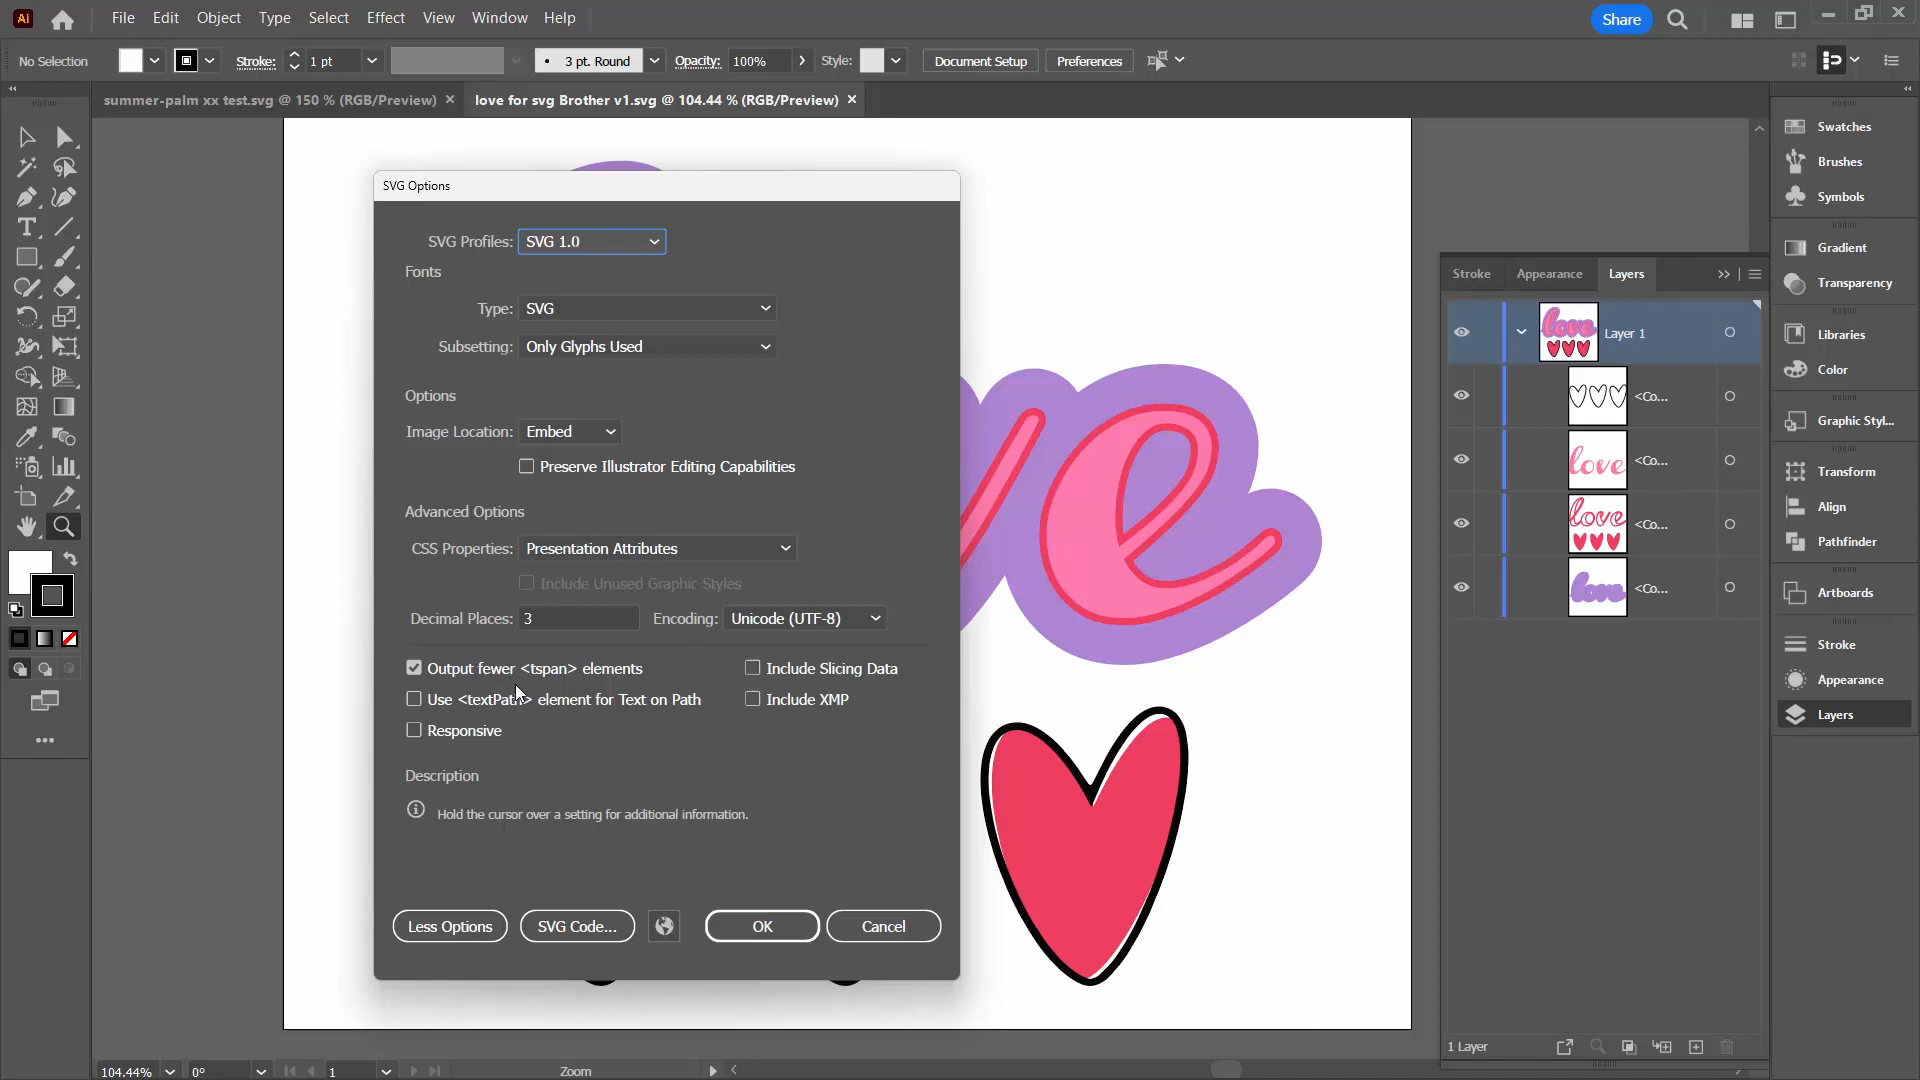 Ai File Edit Object Type Select Effect View Window Help Share
No Selection Stroke: 1 pt • 3 pt. Round Opacity: 100% Style: Document Setup Preferences
summer-palm xx test.svg @ 150 % (RGB/Preview) × love for svg Brother v1.svg @ 104.44 % (RGB/Preview) ×
SVG Options
SVG Profiles: SVG 1.0
Fonts
Type: SVG
Subsetting: Only Glyphs Used
Options
Image Location: Embed
Preserve Illustrator Editing Capabilities
Advanced Options
CSS Properties: Presentation Attributes
Include Unused Graphic Styles
Decimal Places: 3 Encoding: Unicode (UTF-8)
Output fewer <tspan> elements Include Slicing Data
Use <textPath> element for Text on Path Include XMP
Responsive
Description
Hold the cursor over a setting for additional information.
Less Options SVG Code... OK Cancel
ve
Stroke Appearance Layers
love Layer 1
<Co...
love <Co...
love <Co...
love <Co...
1 Layer
Swatches
Brushes
Symbols
Gradient
Transparency
Libraries
Color
Graphic Styl...
Transform
Align
Pathfinder
Artboards
Stroke
Appearance
Layers
104.44% 0° 1 Zoom